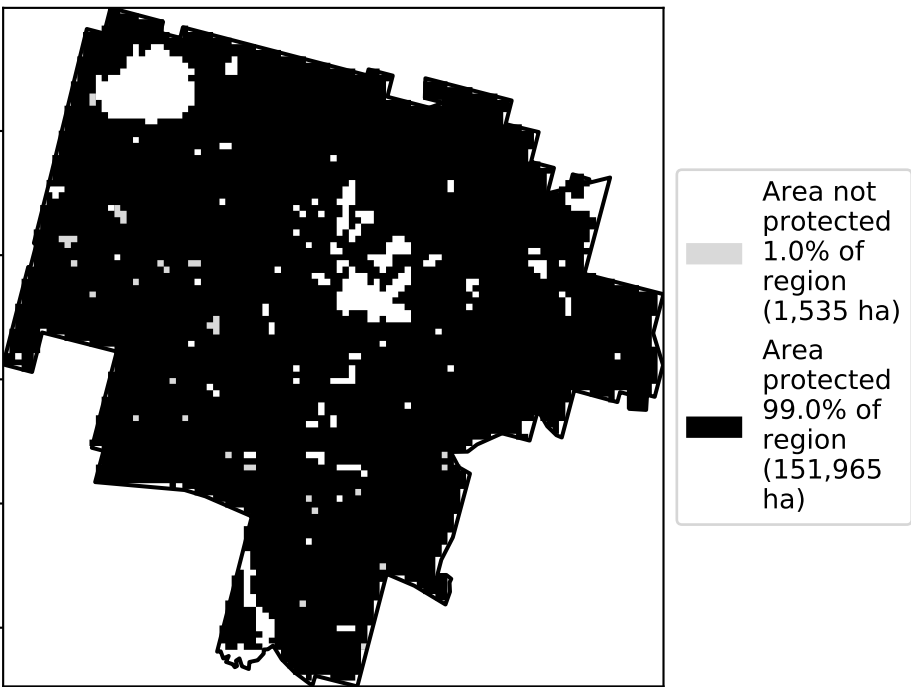 Area not
protected
1.0% of
region
(1,535 ha)
Area
protected
99.0% of
region
(151,965
ha)